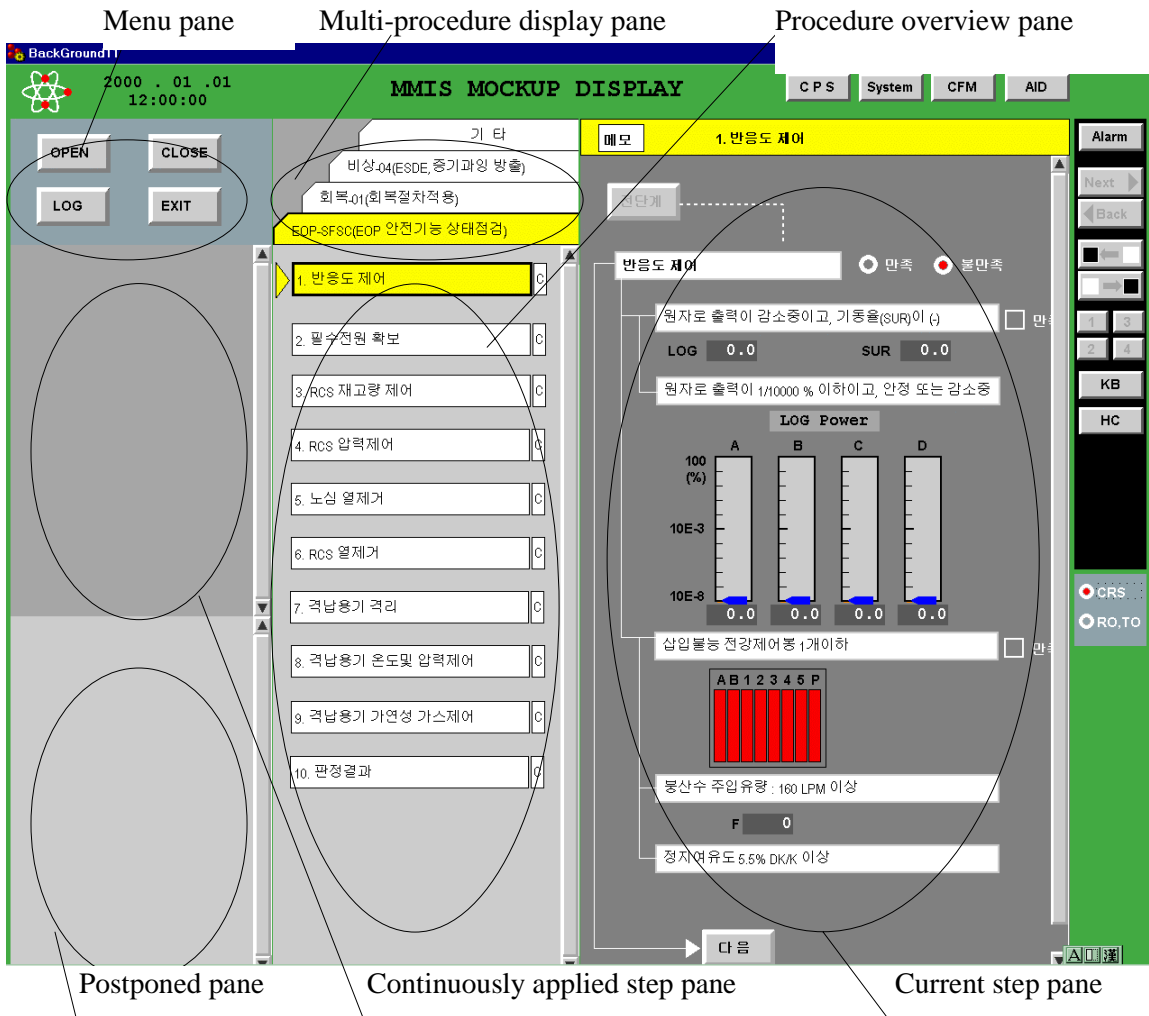 Menu pane
Multi-procedure display pane
Procedure overview pane
BackGround11
2000 . 01 .01
12:00:00
MMIS MOCKUP DISPLAY
C P S
System
CFM
AID
OPEN
CLOSE
LOG
EXIT
기 타
비상-04(ESDE,증기과잉 방출)
회복-01(회복절차적용)
EOP-SFSC(EOP 안전기능 상태점검)
메모
1. 반응도 제어
Alarm
Next
Back
1 3
2 4
KB
HC
CRS
RO,TO
1. 반응도 제어
C
2. 필수전원 확보
C
3. RCS 재고량 제어
C
4. RCS 압력제어
C
5. 노심 열제거
C
6. RCS 열제거
C
7. 격납용기 격리
C
8. 격납용기 온도및 압력제어
C
9. 격납용기 가연성 가스제어
C
10. 판정결과
C
전단계
반응도 제어
만족
불만족
원자로 출력이 감소중이고, 기동율(SUR)이 (-)
만족
LOG 0.0
SUR 0.0
원자로 출력이 1/10000 % 이하이고, 안정 또는 감소중
LOG Power
A B C D
100
(%)
10E-3
10E-8
0.0 0.0 0.0 0.0
삽입불능 전강제어봉 1개이하
A B 1 2 3 4 5 P
붕산수 주입유량 : 160 LPM 이상
F 0
정지여유도 5.5% DK/K 이상
다음
A
漢
Postponed pane
Continuously applied step pane
Current step pane